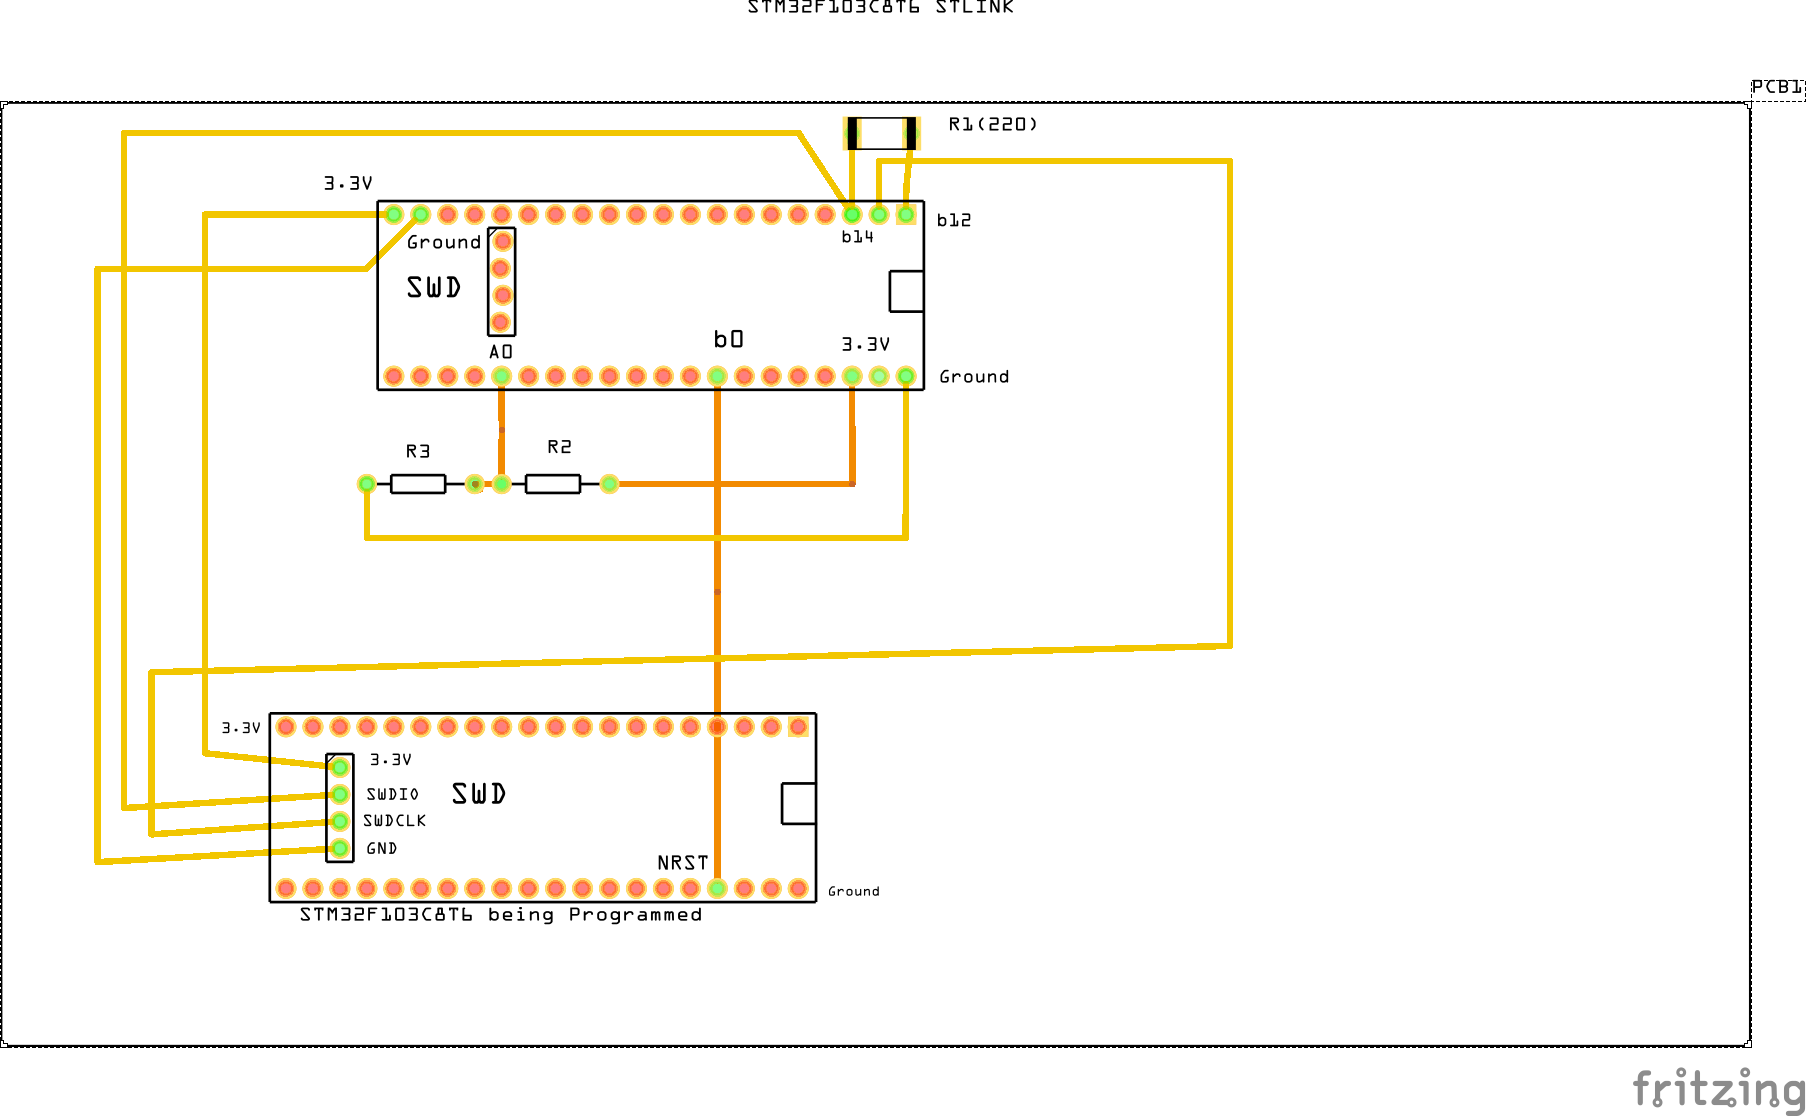 STM32F103C8T6 STLINK
PCB1
R1(220)
3.3V
b12
b14
Ground
SWD
b0
3.3V
A0
Ground
R3
R2
3.3V
3.3V
SWDIO
SWD
SWDCLK
GND
NRST
Ground
STM32F103C8T6 being Programmed
fritzing